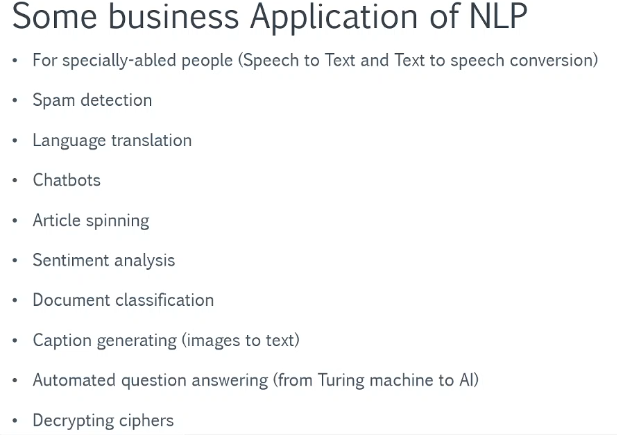 Some business Application of NLP
• For specially-abled people (Speech to Text and Text to speech conversion)
• Spam detection
• Language translation
• Chatbots
• Article spinning
• Sentiment analysis
• Document classification
• Caption generating (images to text)
• Automated question answering (from Turing machine to AI)
• Decrypting ciphers